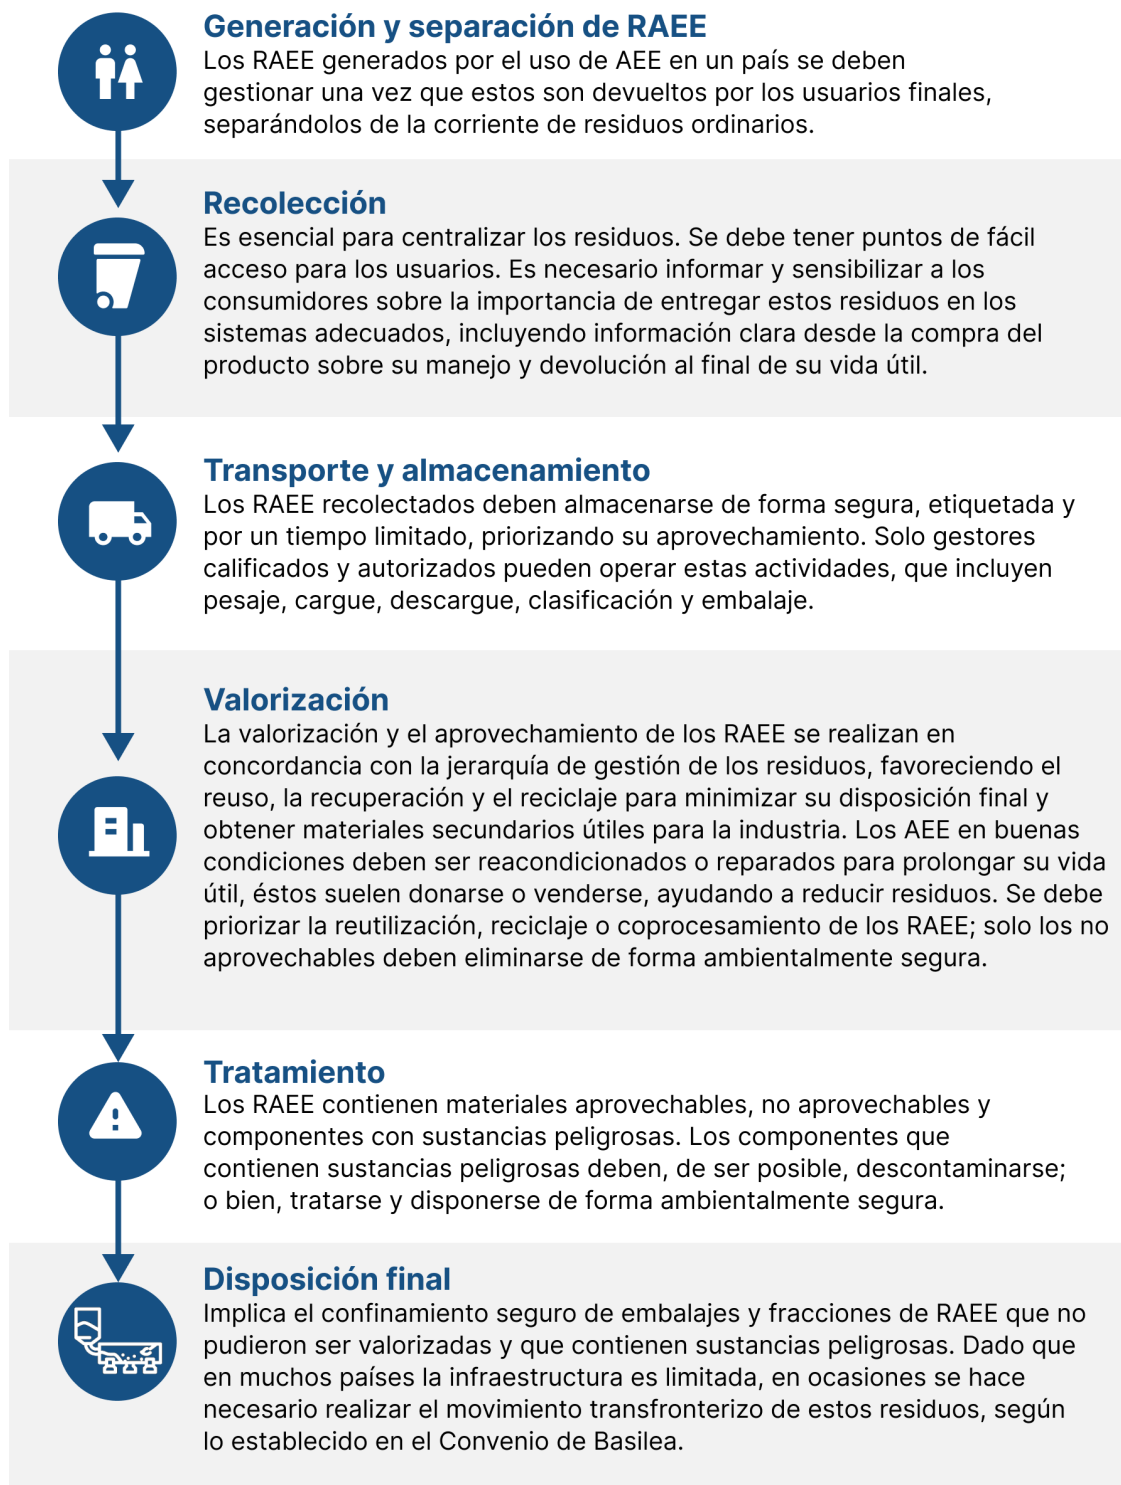 Generación y separación de RAEE
Los RAEE generados por el uso de AEE en un país se deben
gestionar una vez que estos son devueltos por los usuarios finales,
separándolos de la corriente de residuos ordinarios.
Recolección
Es esencial para centralizar los residuos. Se debe tener puntos de fácil
acceso para los usuarios. Es necesario informar y sensibilizar a los
consumidores sobre la importancia de entregar estos residuos en los
sistemas adecuados, incluyendo información clara desde la compra del
producto sobre su manejo y devolución al final de su vida útil.
Transporte y almacenamiento
Los RAEE recolectados deben almacenarse de forma segura, etiquetada y
por un tiempo limitado, priorizando su aprovechamiento. Solo gestores
calificados y autorizados pueden operar estas actividades, que incluyen
pesaje, cargue, descargue, clasificación y embalaje.
Valorización
La valorización y el aprovechamiento de los RAEE se realizan en
concordancia con la jerarquía de gestión de los residuos, favoreciendo el
reuso, la recuperación y el reciclaje para minimizar su disposición final y
obtener materiales secundarios útiles para la industria. Los AEE en buenas
condiciones deben ser reacondicionados o reparados para prolongar su vida
útil, éstos suelen donarse o venderse, ayudando a reducir residuos. Se debe
priorizar la reutilización, reciclaje o coprocesamiento de los RAEE; solo los no
aprovechables deben eliminarse de forma ambientalmente segura.
Tratamiento
Los RAEE contienen materiales aprovechables, no aprovechables y
componentes con sustancias peligrosas. Los componentes que
contienen sustancias peligrosas deben, de ser posible, descontaminarse;
o bien, tratarse y disponerse de forma ambientalmente segura.
Disposición final
Implica el confinamiento seguro de embalajes y fracciones de RAEE que no
pudieron ser valorizadas y que contienen sustancias peligrosas. Dado que
en muchos países la infraestructura es limitada, en ocasiones se hace
necesario realizar el movimiento transfronterizo de estos residuos, según
lo establecido en el Convenio de Basilea.